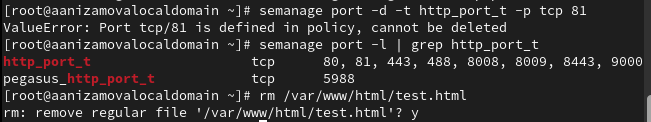 [root@aanizamovalocaldomain ~]# semanage port -d -t http_port_t -p tcp 81
ValueError: Port tcp/81 is defined in policy, cannot be deleted
[root@aanizamovalocaldomain ~]# semanage port -l | grep http_port_t
http_port_t                    tcp      80, 81, 443, 488, 8008, 8009, 8443, 9000
pegasus_http_port_t            tcp      5988
[root@aanizamovalocaldomain ~]# rm /var/www/html/test.html
rm: remove regular file '/var/www/html/test.html'? y